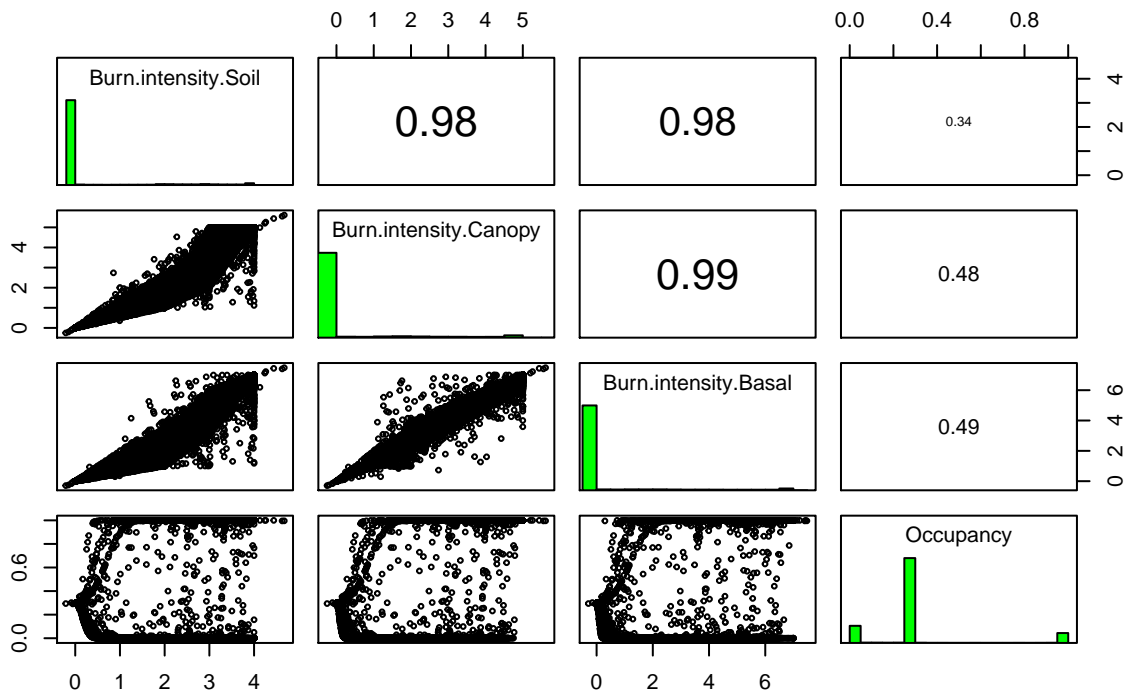 0 1 2 3 4 5 0.0 0.4 0.8
Burn.intensity.Soil 0.98 0.98 0.34 0 2 4
0 2 4 Burn.intensity.Canopy 0.99 0.48
Burn.intensity.Basal 0.49 0 2 4 6
0.0 0.6 Occupancy
0 1 2 3 4 0 2 4 6